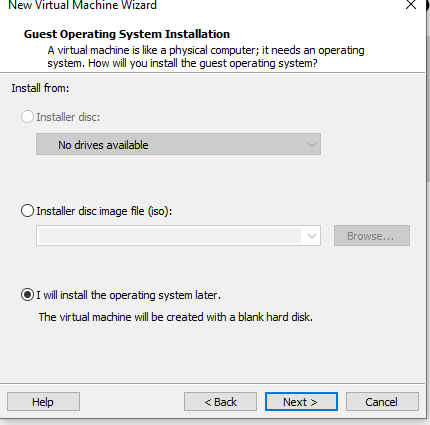 New Virtual Machine Wizard
Guest Operating System Installation
A virtual machine is like a physical computer; it needs an operating
system. How will you install the guest operating system?
Install from:
Installer disc:
No drives available
Installer disc image file (iso):
Browse...
I will install the operating system later.
The virtual machine will be created with a blank hard disk.
Help
< Back
Next >
Cancel